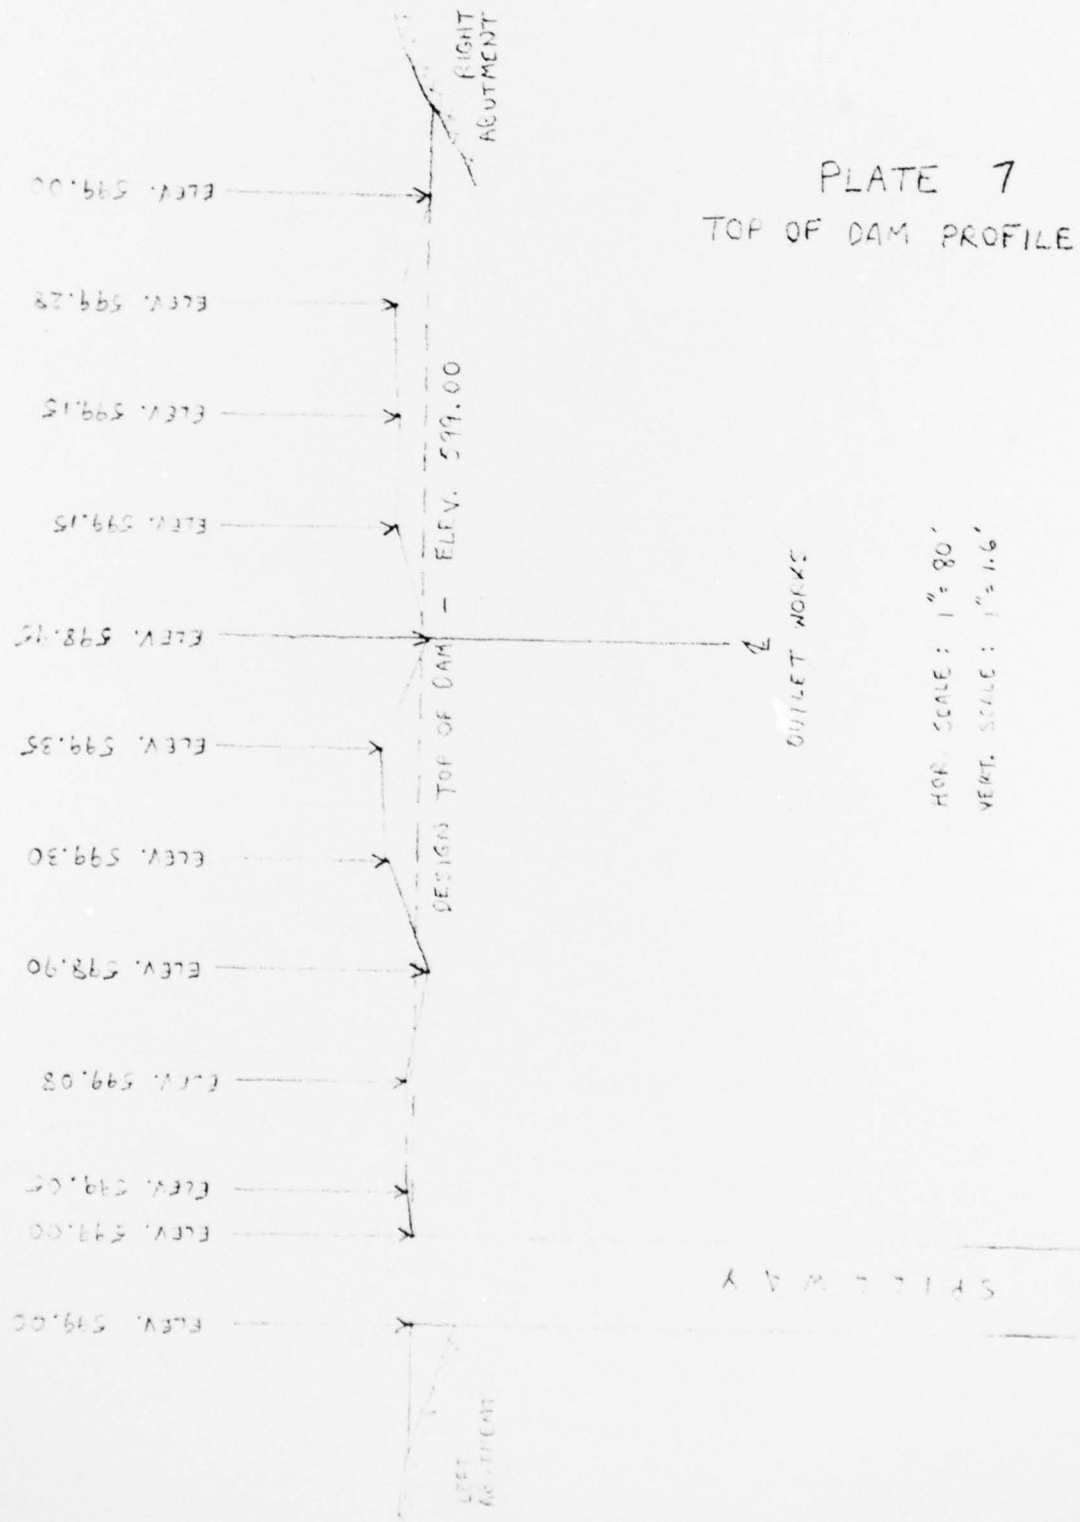 PLATE 7
TOP OF DAM PROFILE
RIGHT
ABUTMENT
ELEV. 599.00
ELEV. 599.28
ELEV. 599.15
ELEV. 599.15
ELEV. 598.95
ELEV. 599.35
ELEV. 599.30
ELEV. 598.90
ELEV. 599.08
ELEV. 599.05
ELEV. 599.00
ELEV. 599.00
DESIGN TOP OF DAM - ELEV. 599.00
℄
OUTLET WORKS
HOR. SCALE : 1" = 80'
VERT. SCALE : 1" = 1.6'
SPILLWAY
LEFT
ABUTMENT